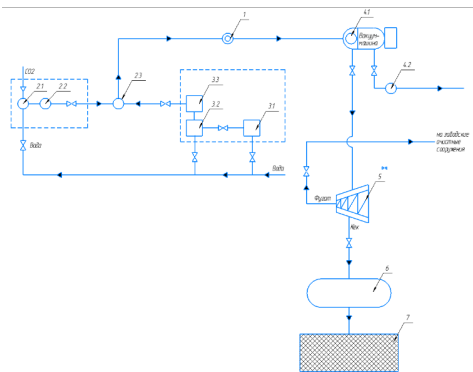 1
4.1
Вакуум-
машина
CO2
2.1
2.2
2.3
3.3
3.2
3.1
4.2
Вода
Вода
на заводские
очистные
сооружения
**
5
Фугат
Кек
6
7